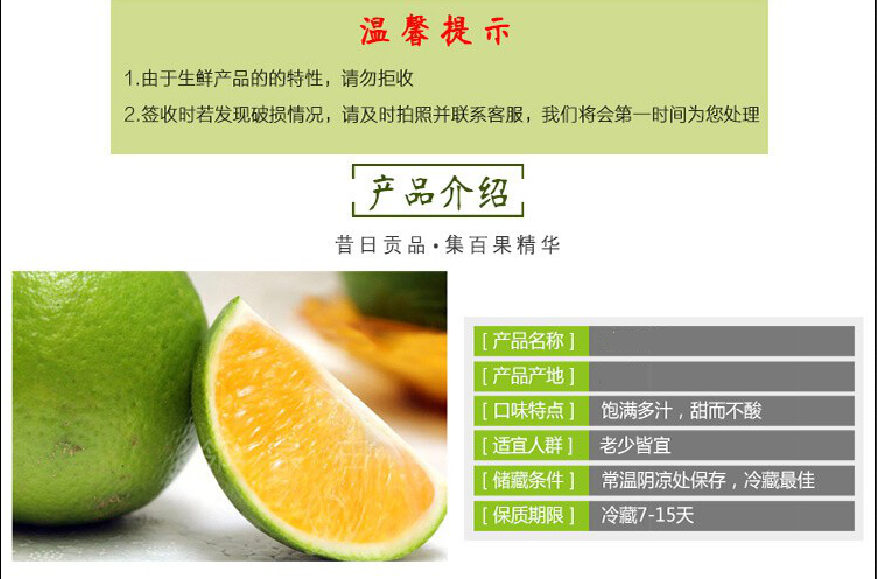 温馨提示
1.由于生鲜产品的的特性，请勿拒收
2.签收时若发现破损情况，请及时拍照并联系客服，我们将会第一时间为您处理
产品介绍
昔日贡品·集百果精华
[ 产品名称 ]
[ 产品产地 ]
[ 口味特点 ] 饱满多汁，甜而不酸
[ 适宜人群 ] 老少皆宜
[ 储藏条件 ] 常温阴凉处保存，冷藏最佳
[ 保质期限 ] 冷藏7-15天